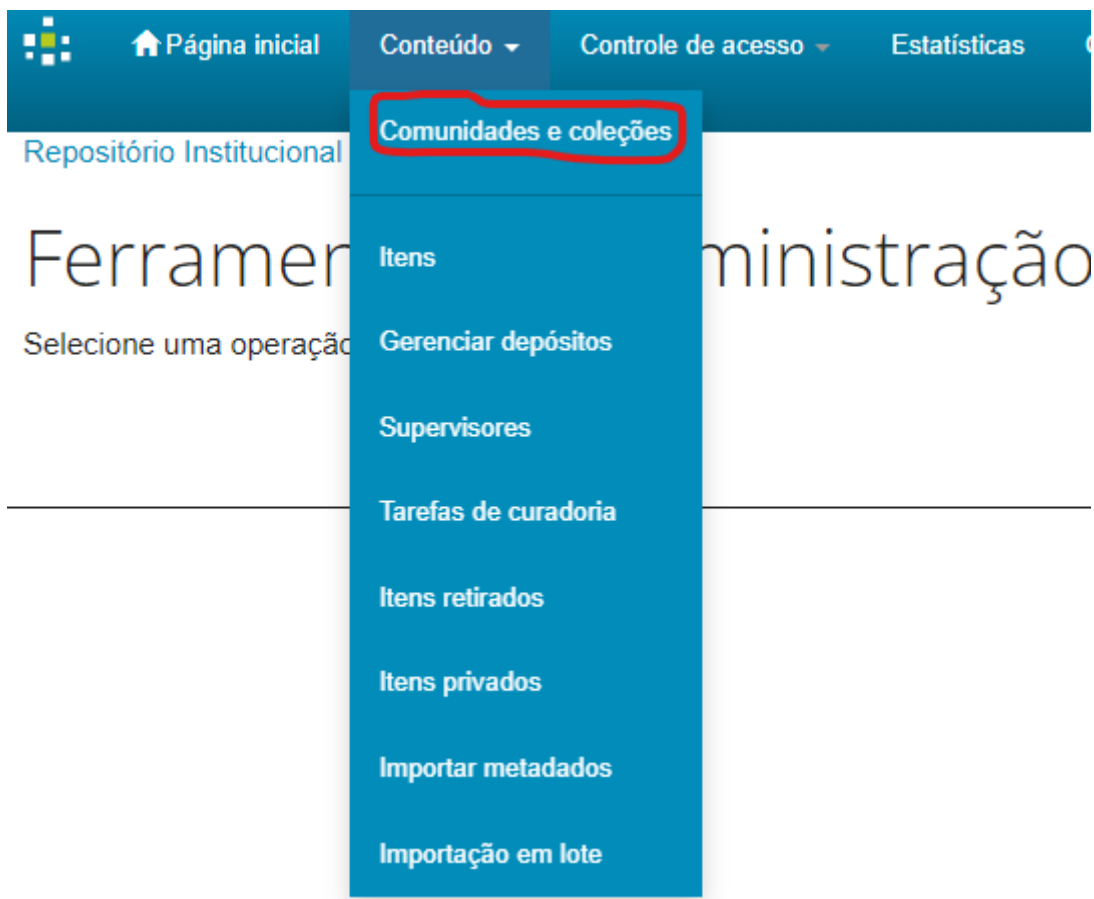 Página inicial Conteúdo Controle de acesso Estatísticas
Comunidades e coleções
Repositório Institucional
Ferramen ministração
Itens
Selecione uma operação
Gerenciar depósitos
Supervisores
Tarefas de curadoria
Itens retirados
Itens privados
Importar metadados
Importação em lote